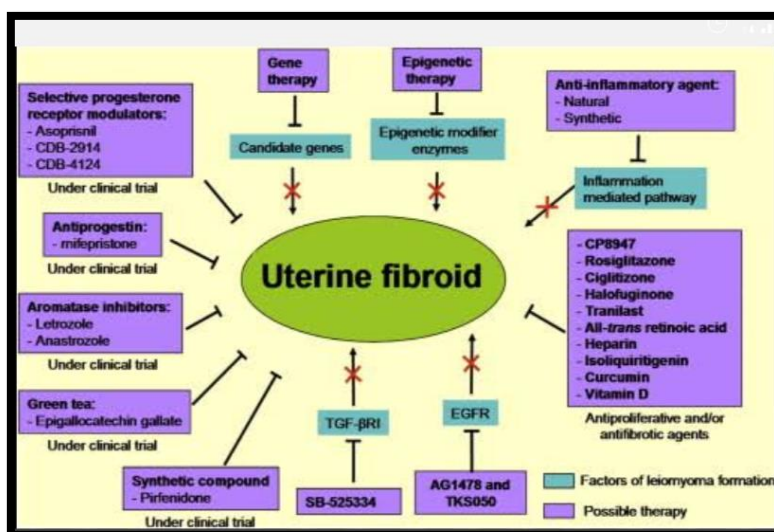 Gene
therapy
Epigenetic
therapy
Selective progesterone
receptor modulators:
- Asoprisnil
- CDB-2914
- CDB-4124
Under clinical trial
Candidate genes
Epigenetic modifier
enzymes
Anti-inflammatory agent:
- Natural
- Synthetic
Inflammation
mediated pathway
Antiprogestin:
- mifepristone
Under clinical trial
Uterine fibroid
Aromatase inhibitors:
- Letrozole
- Anastrozole
Under clinical trial
- CP8947
- Rosiglitazone
- Ciglitizone
- Halofuginone
- Tranilast
- All-trans retinoic acid
- Heparin
- Isoliquiritigenin
- Curcumin
- Vitamin D
Antiproliferative and/or
antifibrotic agents
Green tea:
- Epigallocatechin gallate
Under clinical trial
TGF-βRI
EGFR
Synthetic compound
- Pirfenidone
Under clinical trial
SB-525334
AG1478 and
TKS050
Factors of leiomyoma formation
Possible therapy